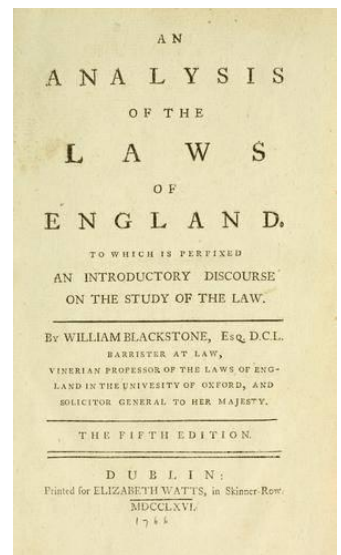 AN
ANALYSIS
OF THE
LAWS
OF
ENGLAND.
TO WHICH IS PERFIXED
AN INTRODUCTORY DISCOURSE
ON THE STUDY OF THE LAW.
BY WILLIAM BLACKSTONE, Esq. D.C.L.
BARRISTER AT LAW,
VINERIAN PROFESSOR OF THE LAWS OF ENG-
LAND IN THE UNIVESITY OF OXFORD, AND
SOLICITOR GENERAL TO HER MAJESTY.
THE FIFTH EDITION.
DUBLIN:
Printed for ELIZABETH WATTS, in Skinner-Row.
MDCCLXVI.
1766